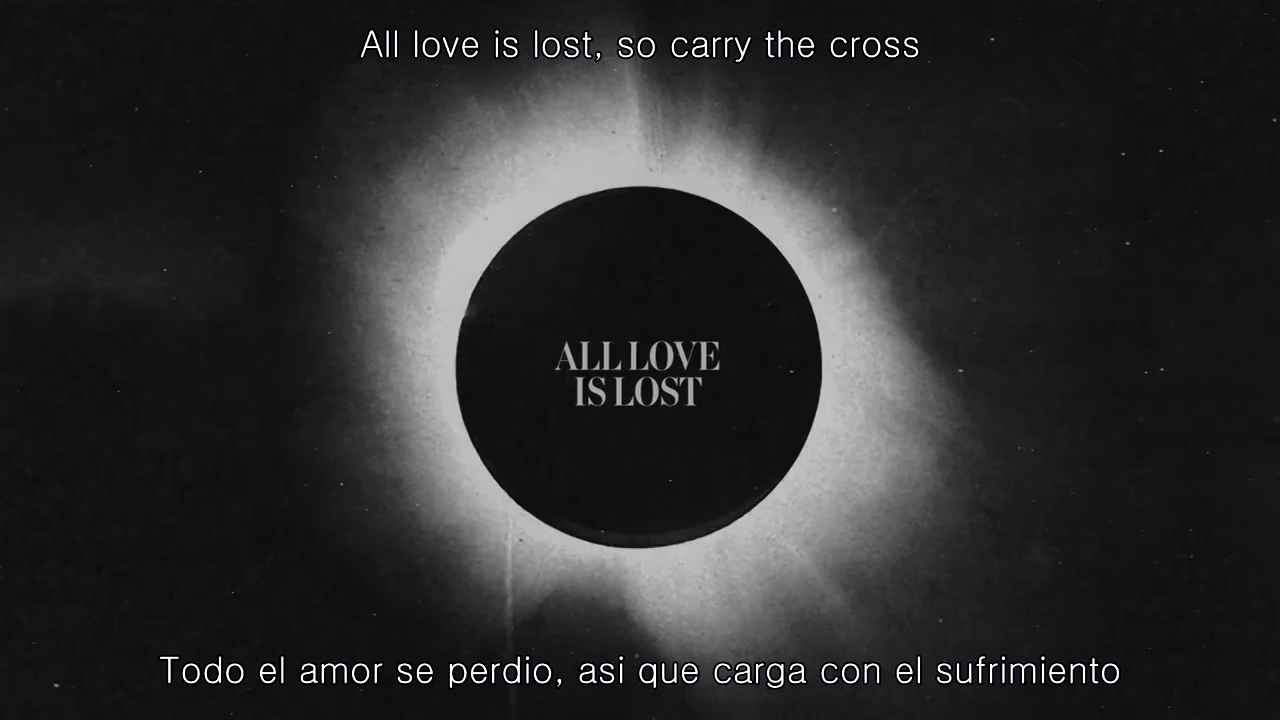 All love is lost, so carry the cross
ALL LOVE
IS LOST
Todo el amor se perdio, asi que carga con el sufrimiento